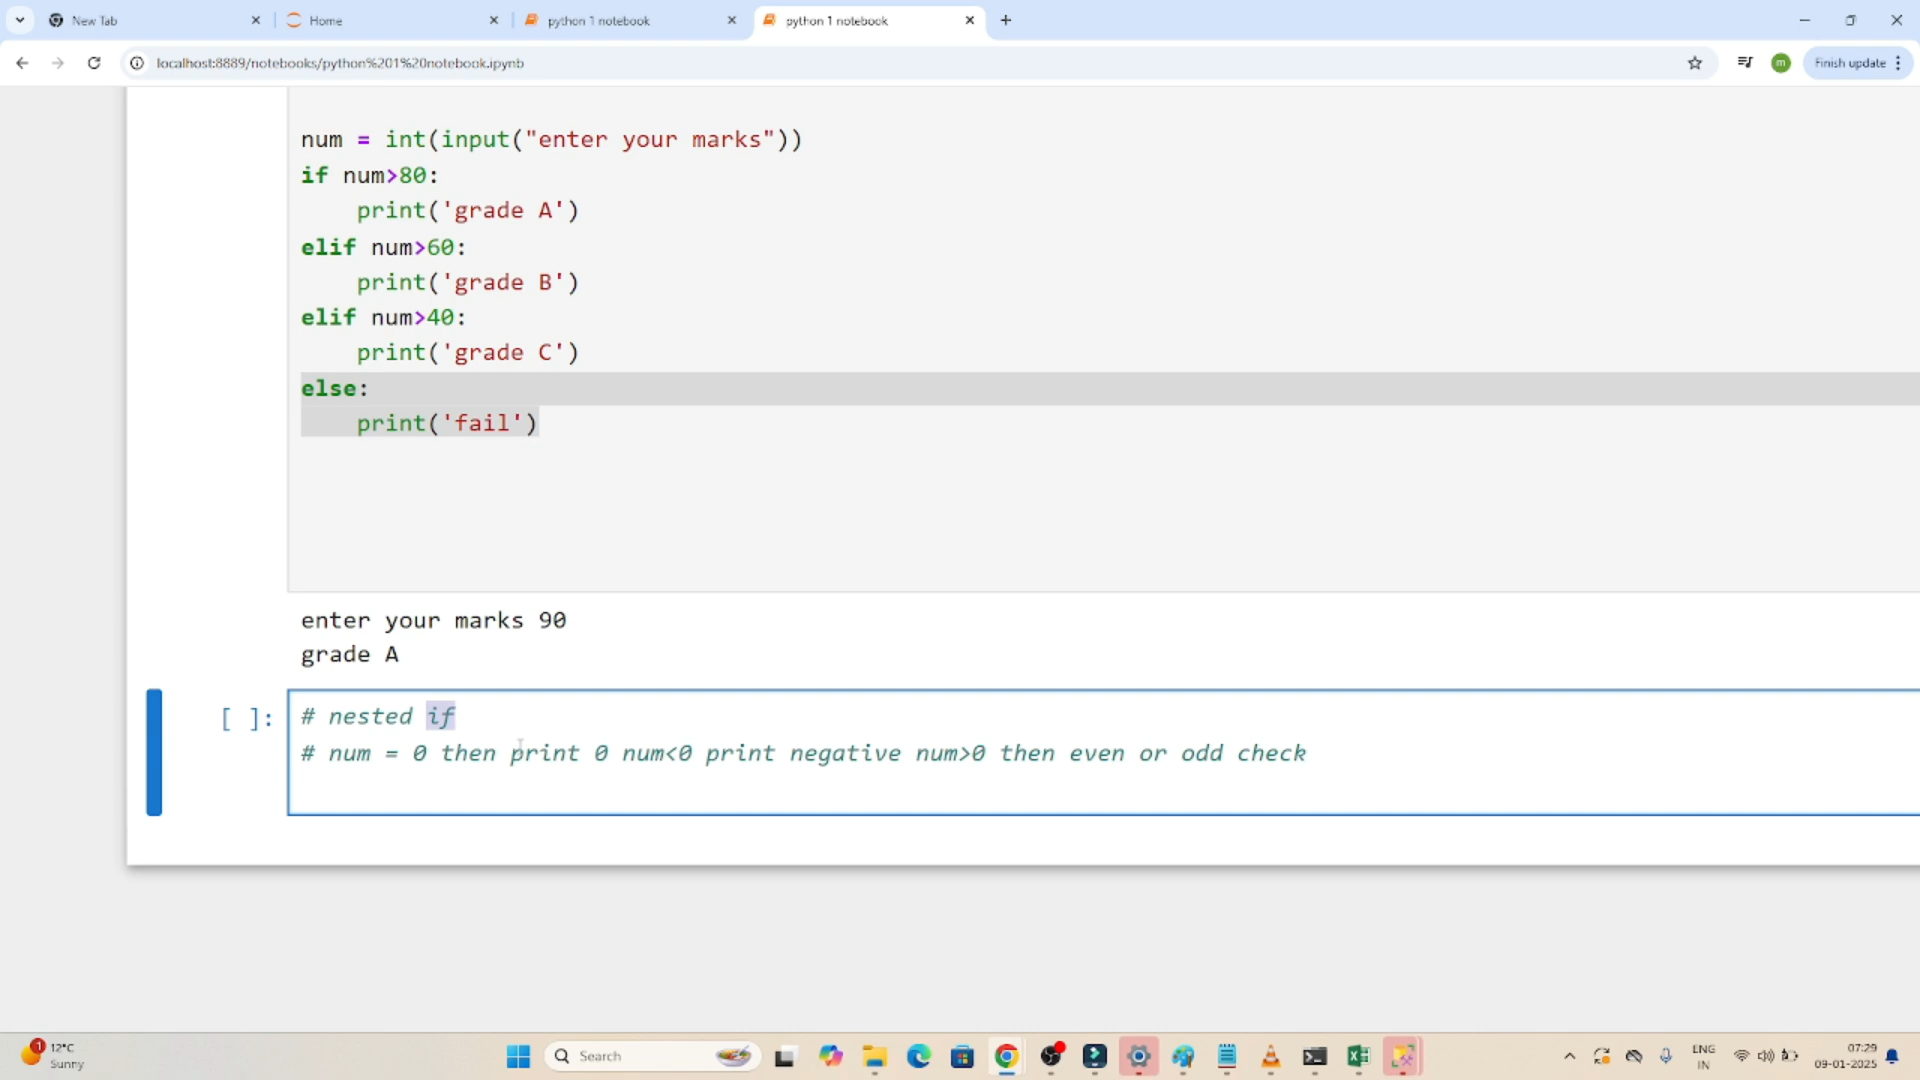 New Tab
Home
python 1 notebook
python 1 notebook
localhost:8889/notebooks/python%201%20notebook.ipynb
Finish update
m
num = int(input("enter your marks"))
if num>80:
    print('grade A')
elif num>60:
    print('grade B')
elif num>40:
    print('grade C')
else:
    print('fail')
enter your marks 90
grade A
[ ]:
# nested if
# num = 0 then print 0 num<0 print negative num>0 then even or odd check
1
12°C
Sunny
Search
ENG
IN
07:29
09-01-2025